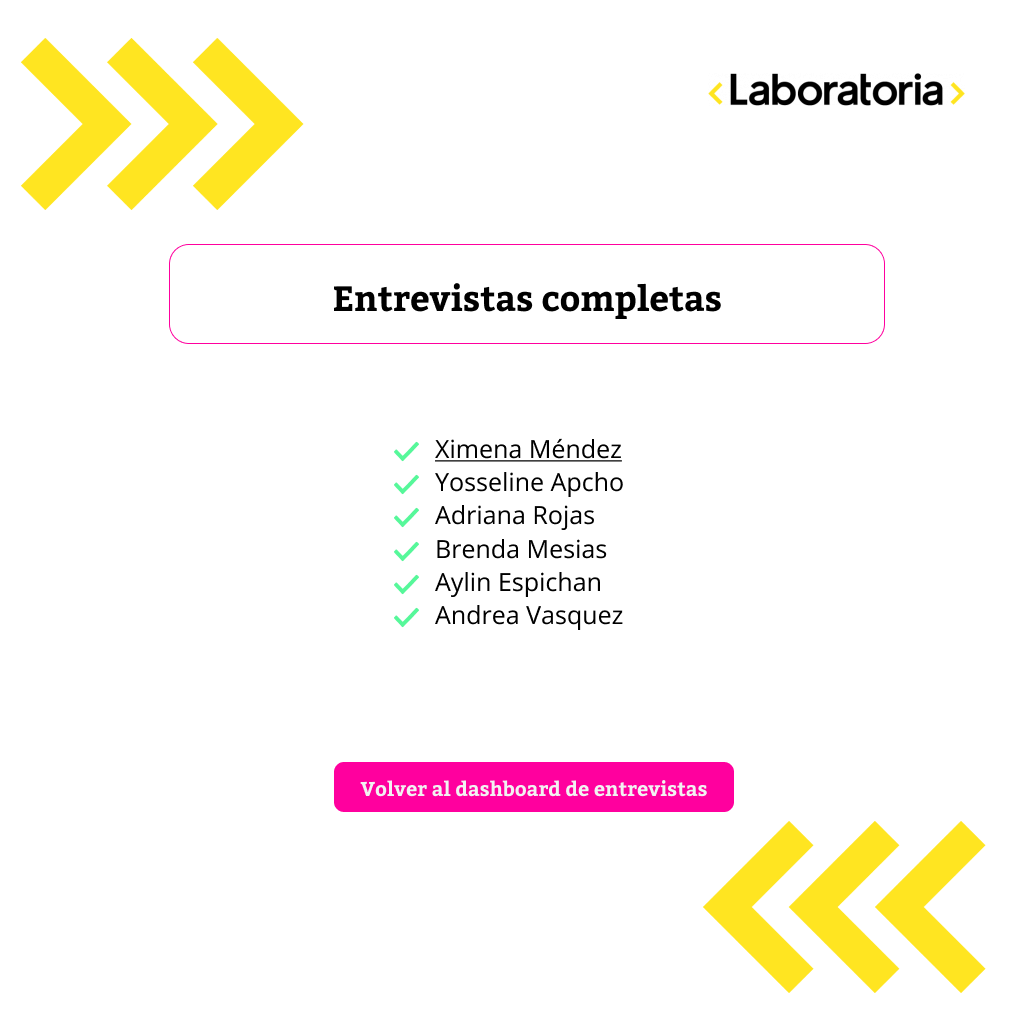 <Laboratoria>
Entrevistas completas
Ximena Méndez
Yosseline Apcho
Adriana Rojas
Brenda Mesias
Aylin Espichan
Andrea Vasquez
Volver al dashboard de entrevistas